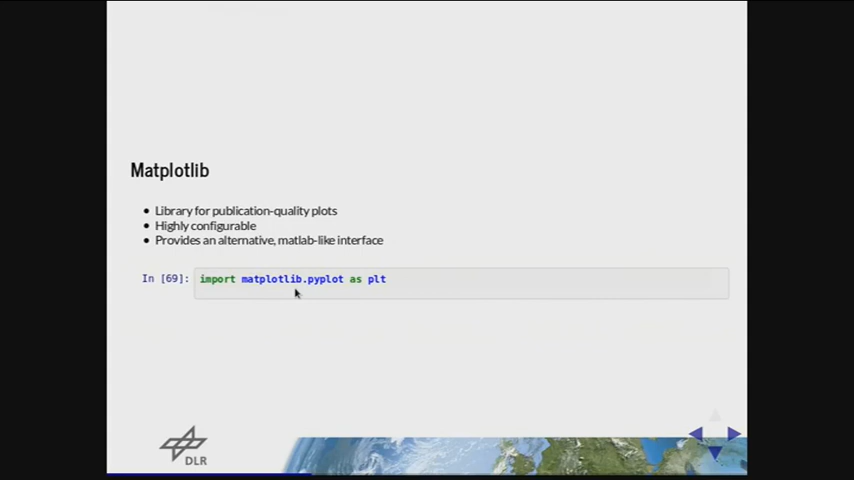 Matplotlib
Library for publication-quality plots
Highly configurable
Provides an alternative, matlab-like interface
In [69]: import matplotlib.pyplot as plt
DLR